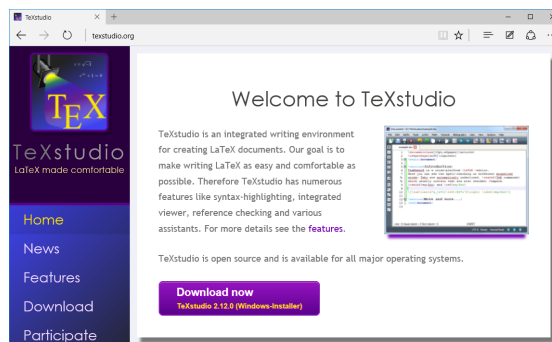 TeXstudio
texstudio.org
TEX
TeXstudio
LaTeX made comfortable
Home
News
Features
Download
Participate
Welcome to TeXstudio
TeXstudio is an integrated writing environment
for creating LaTeX documents. Our goal is to
make writing LaTeX as easy and comfortable as
possible. Therefore TeXstudio has numerous
features like syntax-highlighting, integrated
viewer, reference checking and various
assistants. For more details see the features.
TeXstudio is open source and is available for all major operating systems.
Download now
TeXstudio 2.12.0 (Windows-Installer)